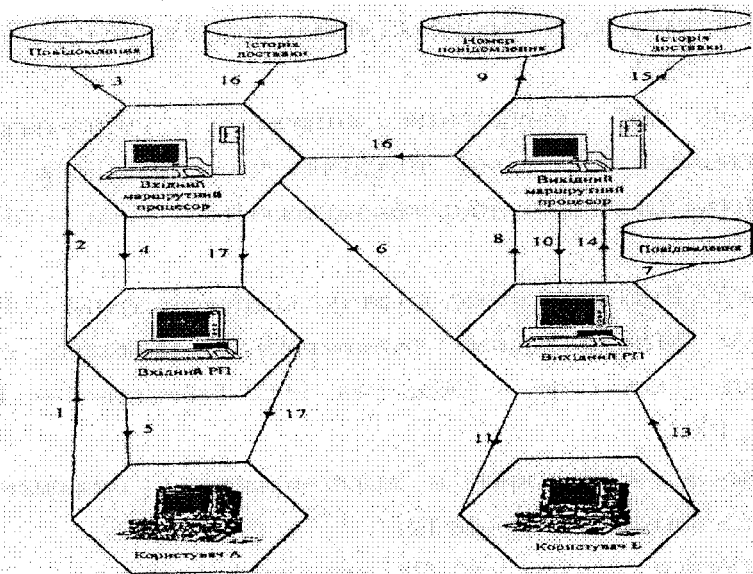 Повідомлення
Історія
доставки
Номер
повідомлення
Історія
доставки
3
16
9
15
Вхідний
маршрутний
процесор
16
Вихідний
маршрутний
процесор
2
4
17
6
8
10
14
Повідомлення
7
Вхідний РП
Вихідний РП
1
5
17
11
13
Користувач А
Користувач Б